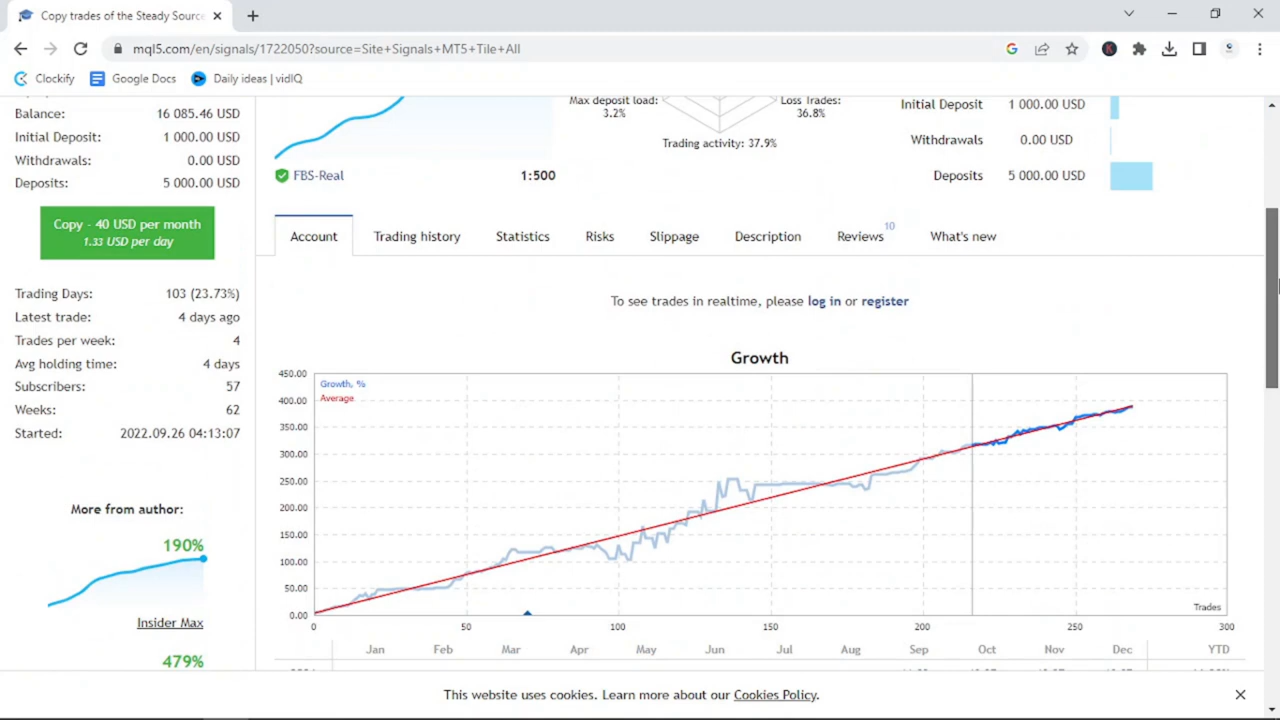 Copy trades of the Steady Source
mql5.com/en/signals/1722050?source=Site+Signals+MT5+Tile+All
Clockify
Google Docs
Daily ideas | vidIQ
Balance: 16 085.46 USD
Initial Deposit: 1 000.00 USD
Withdrawals: 0.00 USD
Deposits: 5 000.00 USD
Copy - 40 USD per month
1.33 USD per day
Trading Days: 103 (23.73%)
Latest trade: 4 days ago
Trades per week: 4
Avg holding time: 4 days
Subscribers: 57
Weeks: 62
Started: 2022.09.26 04:13:07
More from author:
190%
Insider Max
479%
Max deposit load:
3.2%
Loss Trades:
36.8%
Trading activity: 37.9%
Initial Deposit 1 000.00 USD
Withdrawals 0.00 USD
Deposits 5 000.00 USD
FBS-Real 1:500
Account Trading history Statistics Risks Slippage Description Reviews 10 What's new
To see trades in realtime, please log in or register
Growth
Growth, %
Average
450.00
400.00
350.00
300.00
250.00
200.00
150.00
100.00
50.00
0.00
Trades
0 50 100 150 200 250 300
Jan Feb Mar Apr May Jun Jul Aug Sep Oct Nov Dec YTD
This website uses cookies. Learn more about our Cookies Policy.